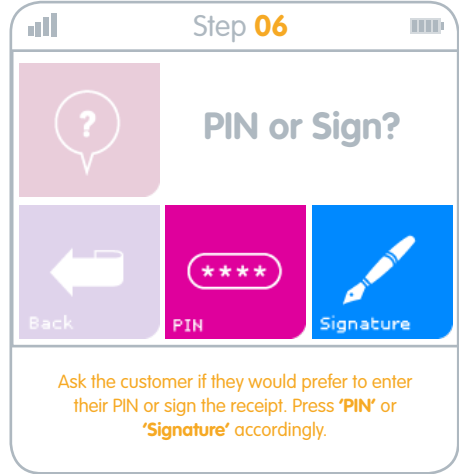 Step 06
?
PIN or Sign?
Back
****
PIN
Signature
Ask the customer if they would prefer to enter
their PIN or sign the receipt. Press ‘PIN’ or
‘Signature’ accordingly.